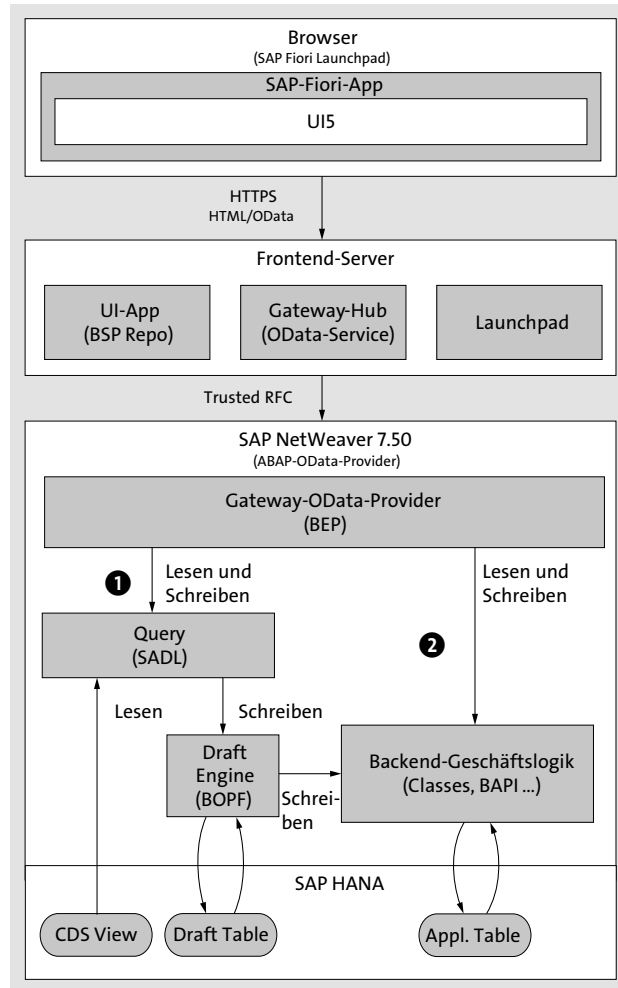 Browser
(SAP Fiori Launchpad)
SAP-Fiori-App
UI5
HTTPS
HTML/OData
Frontend-Server
UI-App
(BSP Repo)
Gateway-Hub
(OData-Service)
Launchpad
Trusted RFC
SAP NetWeaver 7.50
(ABAP-OData-Provider)
Gateway-OData-Provider
(BEP)
1
Lesen und
Schreiben
Lesen und
Schreiben
Query
(SADL)
2
Lesen
Schreiben
Draft
Engine
(BOPF)
Schrei-
ben
Backend-Geschäftslogik
(Classes, BAPI ...)
SAP HANA
CDS View
Draft Table
Appl. Table